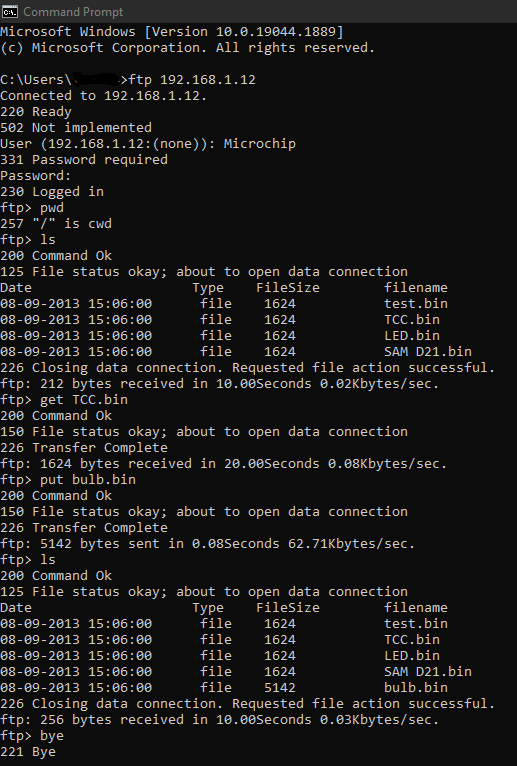 Command Prompt
Microsoft Windows [Version 10.0.19044.1889]
(c) Microsoft Corporation. All rights reserved.
C:\Users\ >ftp 192.168.1.12
Connected to 192.168.1.12.
220 Ready
502 Not implemented
User (192.168.1.12:(none)): Microchip
331 Password required
Password:
230 Logged in
ftp> pwd
257 "/" is cwd
ftp> ls
200 Command Ok
125 File status okay; about to open data connection
Date                    Type    FileSize        filename
08-09-2013 15:06:00      file    1624           test.bin
08-09-2013 15:06:00      file    1624           TCC.bin
08-09-2013 15:06:00      file    1624           LED.bin
08-09-2013 15:06:00      file    1624           SAM D21.bin
226 Closing data connection. Requested file action successful.
ftp: 212 bytes received in 10.00Seconds 0.02Kbytes/sec.
ftp> get TCC.bin
200 Command Ok
150 File status okay; about to open data connection
226 Transfer Complete
ftp: 1624 bytes received in 20.00Seconds 0.08Kbytes/sec.
ftp> put bulb.bin
200 Command Ok
150 File status okay; about to open data connection
226 Transfer Complete
ftp: 5142 bytes sent in 0.08Seconds 62.71Kbytes/sec.
ftp> ls
200 Command Ok
125 File status okay; about to open data connection
Date                    Type    FileSize        filename
08-09-2013 15:06:00      file    1624           test.bin
08-09-2013 15:06:00      file    1624           TCC.bin
08-09-2013 15:06:00      file    1624           LED.bin
08-09-2013 15:06:00      file    1624           SAM D21.bin
08-09-2013 15:06:00      file    5142           bulb.bin
226 Closing data connection. Requested file action successful.
ftp: 256 bytes received in 10.00Seconds 0.03Kbytes/sec.
ftp> bye
221 Bye